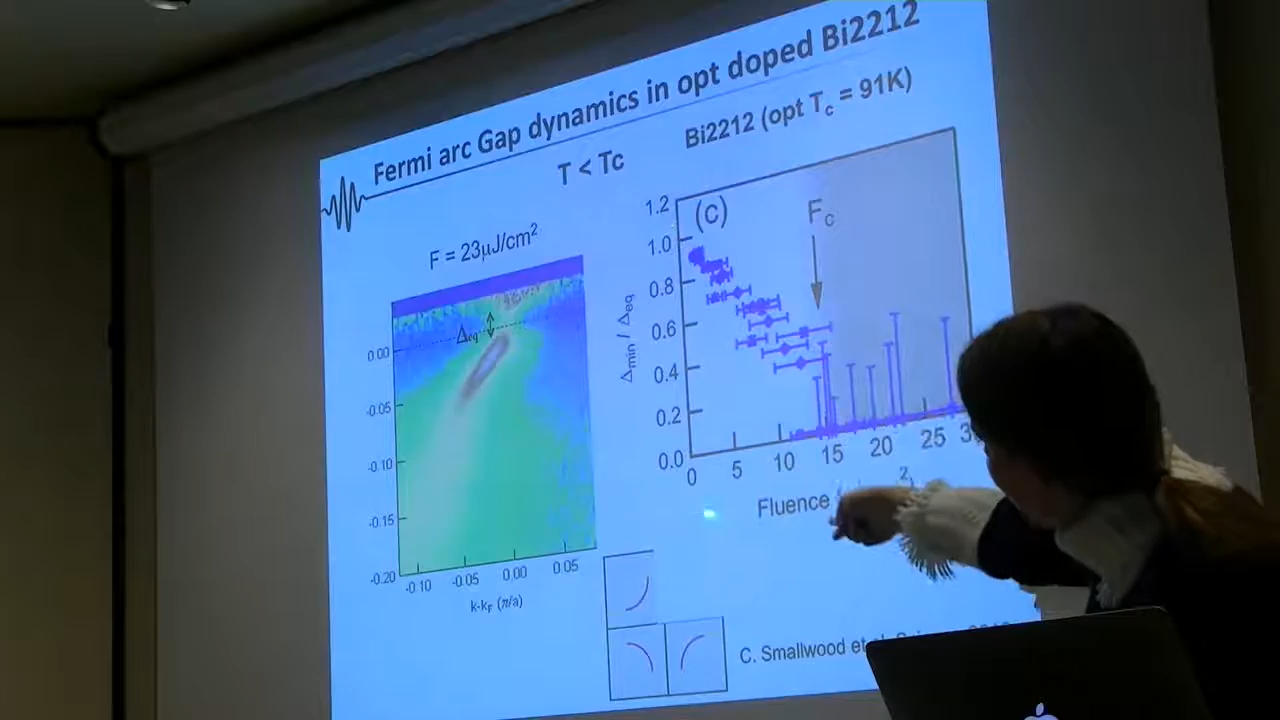 Fermi arc Gap dynamics in opt doped Bi2212
T < Tc
Bi2212 (opt Tc = 91K)
F = 23μJ/cm2
Δeq
0.00
-0.05
-0.10
-0.15
-0.20
-0.10
-0.05
0.00
0.05
k-kF (π/a)
(c)
Fc
Δmin / Δeq
1.2
1.0
0.8
0.6
0.4
0.2
0.0
0
5
10
15
20
25
Fluence
2)
C. Smallwood et